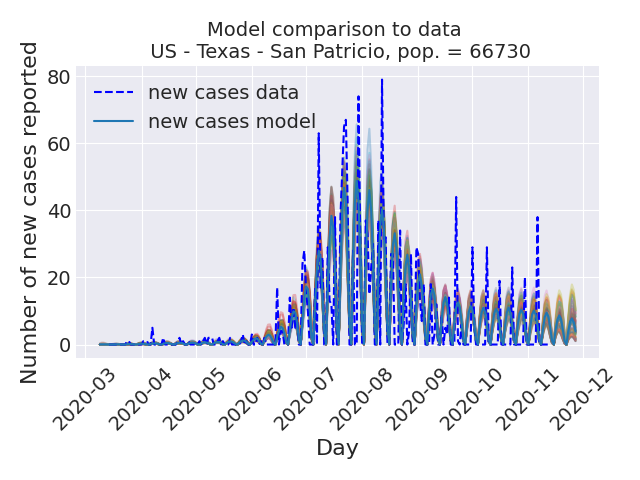 Model comparison to data
US - Texas - San Patricio, pop. = 66730
Number of new cases reported
80
60
40
20
0
new cases data
new cases model
2020-03
2020-04
2020-05
2020-06
2020-07
2020-08
2020-09
2020-10
2020-11
2020-12
Day